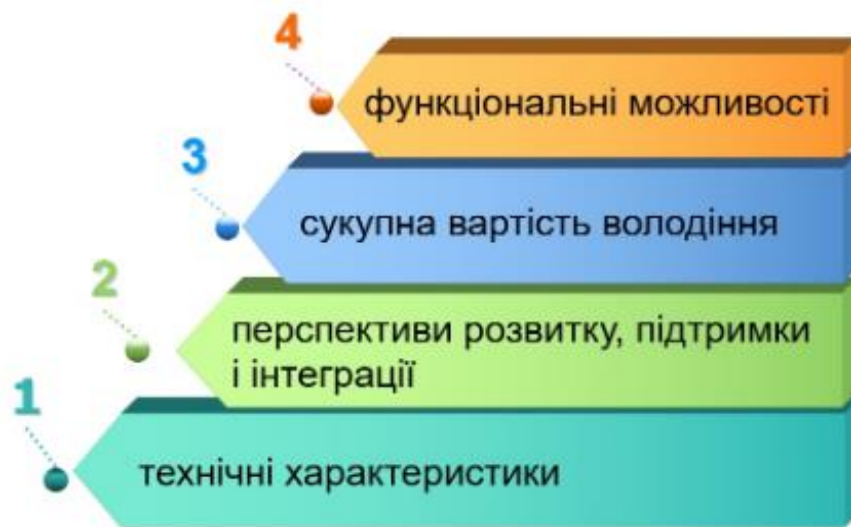 4
функціональні можливості
3
сукупна вартість володіння
2
перспективи розвитку, підтримки
і інтеграції
1
технічні характеристики